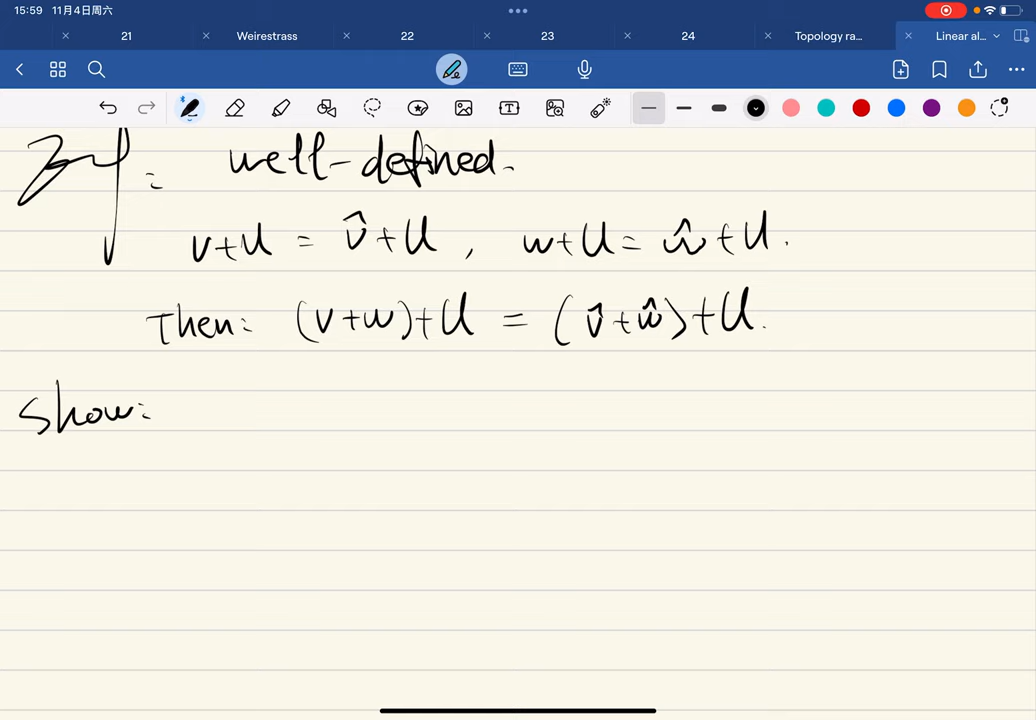 15:59 11月4日周六
21 Weirestrass 22 23 24 Topology ra... Linear al...
T
: well-defined.
v+U = v̂+U, w+U = ŵ+U.
Then: (v+w)+U = (v̂+ŵ)+U.
Show: